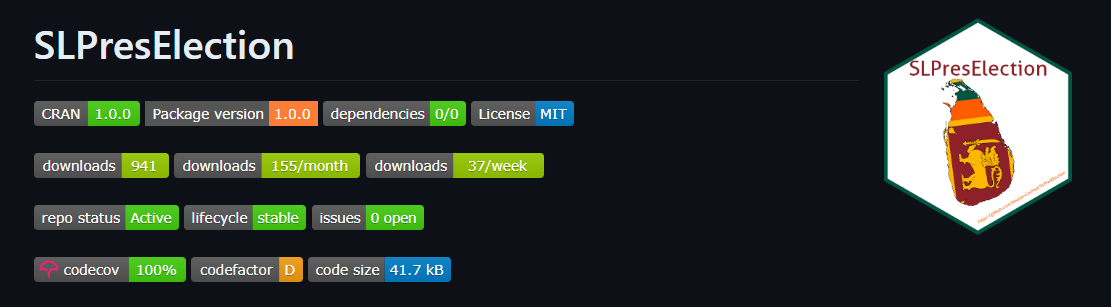 SLPresElection
CRAN 1.0.0 Package version 1.0.0 dependencies 0/0 License MIT
downloads 941 downloads 155/month downloads 37/week
repo status Active lifecycle stable issues 0 open
codecov 100% codefactor D code size 41.7 kB
SLPresElection